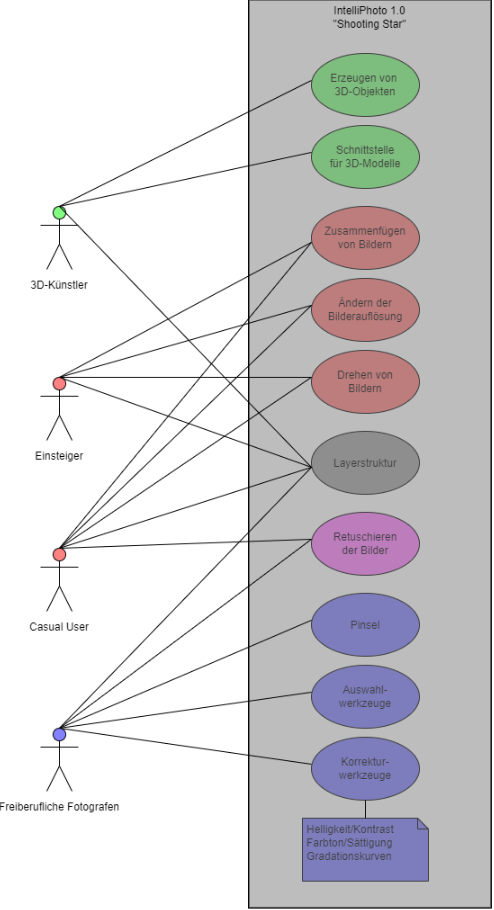 IntelliPhoto 1.0
"Shooting Star"
Erzeugen von
3D-Objekten
Schnittstelle
für 3D-Modelle
Zusammenfügen
von Bildern
3D-Künstler
Ändern der
Bilderauflösung
Drehen von
Bildern
Einsteiger
Layerstruktur
Retuschieren
der Bilder
Casual User
Pinsel
Auswahl-
werkzeuge
Korrektur-
werkzeuge
Freiberufliche Fotografen
Helligkeit/Kontrast
Farbton/Sättigung
Gradationskurven